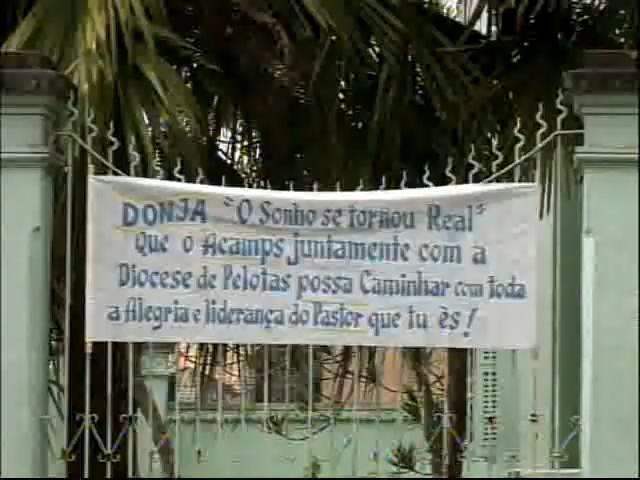 DONJA "O Sonho se tornou Real"
Que o Acamps juntamente com a
Diocese de Pelotas possa Caminhar com toda
a Alegria e liderança do Pastor que tu ès!